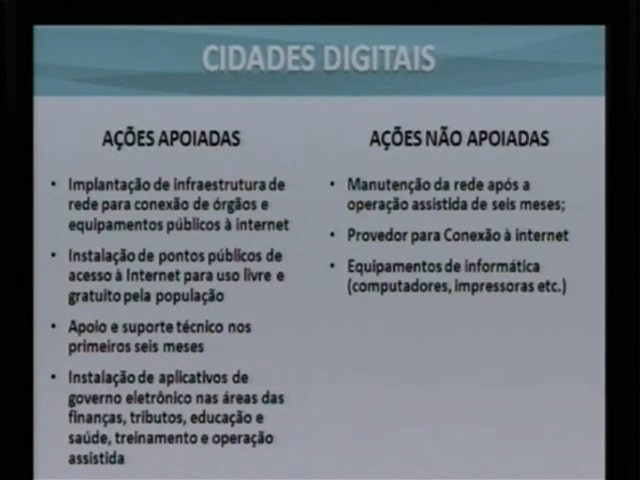 CIDADES DIGITAIS
AÇÕES APOIADAS
• Implantação de infraestrutura de
rede para conexão de órgãos e
equipamentos públicos à internet
• Instalação de pontos públicos de
acesso à Internet para uso livre e
gratuito pela população
• Apoio e suporte técnico nos
primeiros seis meses
• Instalação de aplicativos de
governo eletrônico nas áreas das
finanças, tributos, educação e
saúde, treinamento e operação
assistida
AÇÕES NÃO APOIADAS
• Manutenção da rede após a
operação assistida de seis meses;
• Provedor para Conexão à internet
• Equipamentos de informática
(computadores, impressoras etc.)